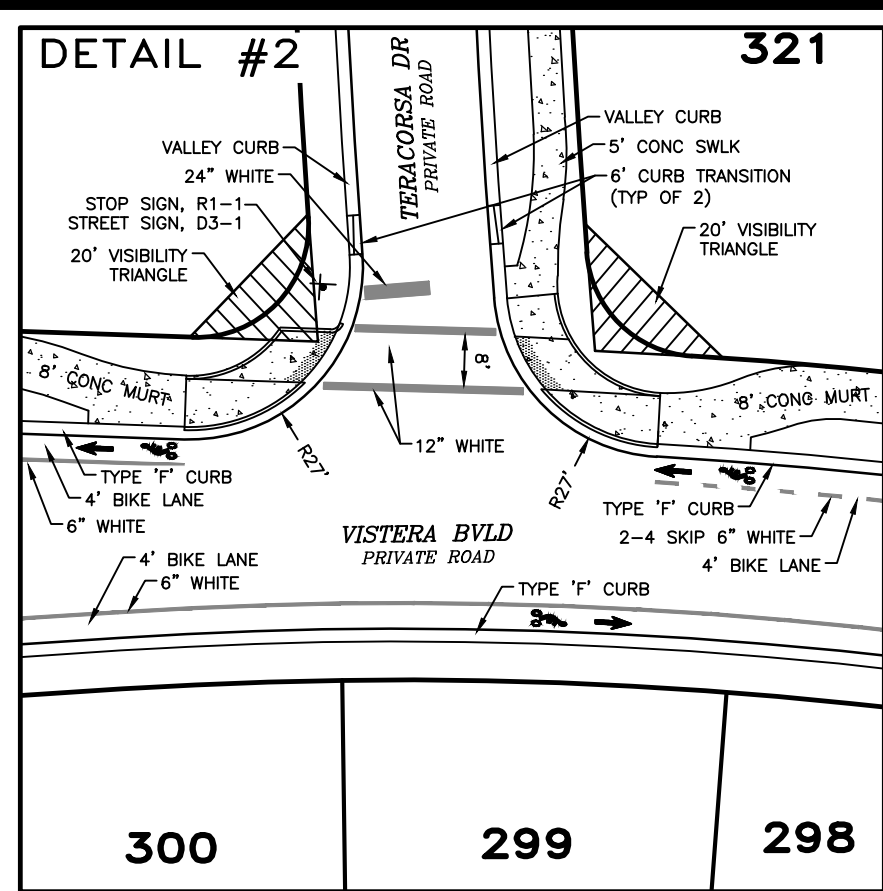 DETAIL #2
321
TERACORSA DR
PRIVATE ROAD
VALLEY CURB
24" WHITE
STOP SIGN, R1-1
STREET SIGN, D3-1
20' VISIBILITY
TRIANGLE
VALLEY CURB
5' CONC SWLK
6' CURB TRANSITION
(TYP OF 2)
20' VISIBILITY
TRIANGLE
8'
8' CONC MURT
8' CONC MURT
12" WHITE
R27'
R27'
TYPE 'F' CURB
4' BIKE LANE
6" WHITE
TYPE 'F' CURB
2-4 SKIP 6" WHITE
4' BIKE LANE
VISTERA BVLD
PRIVATE ROAD
4' BIKE LANE
6" WHITE
TYPE 'F' CURB
300
299
298